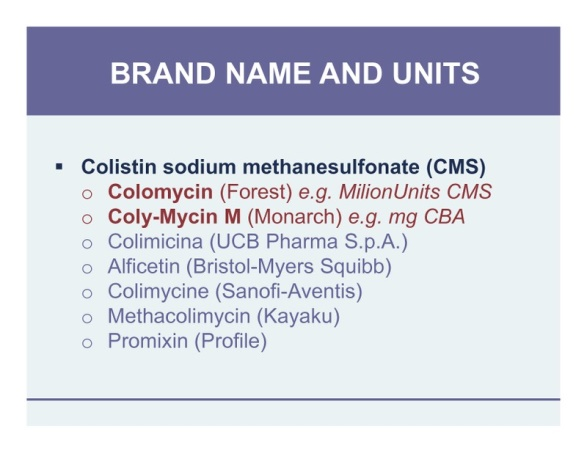 BRAND NAME AND UNITS
▪ Colistin sodium methanesulfonate (CMS)
o Colomycin (Forest) e.g. MilionUnits CMS
o Coly-Mycin M (Monarch) e.g. mg CBA
o Colimicina (UCB Pharma S.p.A.)
o Alficetin (Bristol-Myers Squibb)
o Colimycine (Sanofi-Aventis)
o Methacolimycin (Kayaku)
o Promixin (Profile)